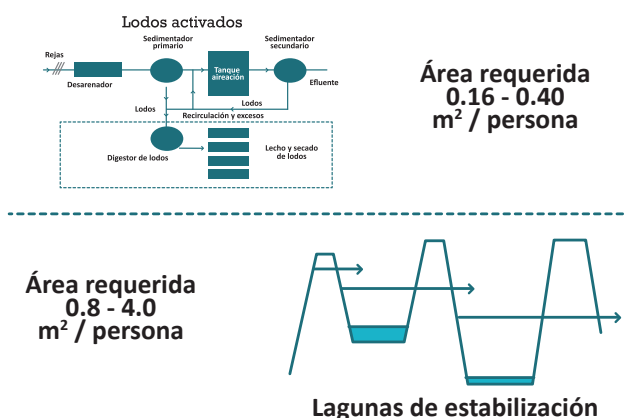 Lodos activados
Sedimentador
primario
Sedimentador
secundario
Rejas
Desarenador
Tanque
aireación
Efluente
Lodos
Lodos
Recirculación y excesos
Digestor de lodos
Lecho y secado
de lodos
Área requerida
0.16 - 0.40
m² / persona
Área requerida
0.8 - 4.0
m² / persona
Lagunas de estabilización